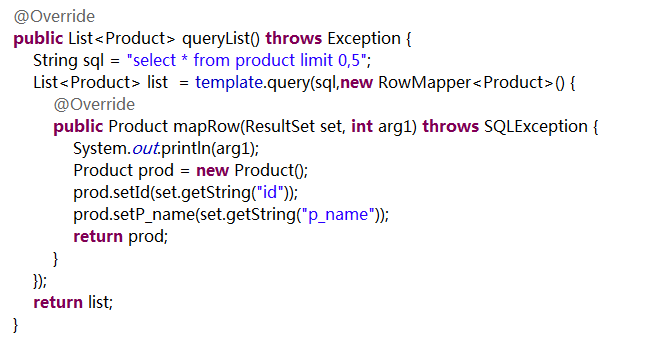 @Override
public List<Product> queryList() throws Exception {
String sql = "select * from product limit 0,5";
List<Product> list  = template.query(sql,new RowMapper<Product>() {
@Override
public Product mapRow(ResultSet set, int arg1) throws SQLException {
System.out.println(arg1);
Product prod = new Product();
prod.setId(set.getString("id"));
prod.setP_name(set.getString("p_name"));
return prod;
}
});
return list;
}